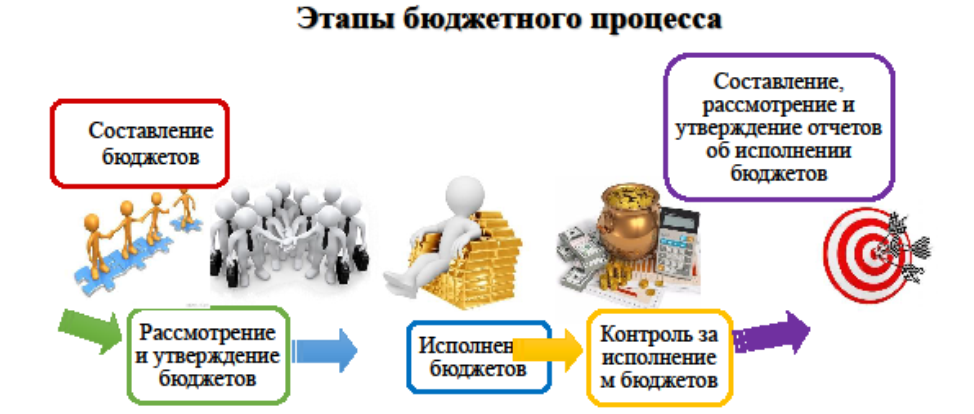 Этапы бюджетного процесса
Составление
бюджетов
Рассмотрение
и утверждение
бюджетов
бюджетов
Контроль за
исполнение
м бюджетов
Составление,
рассмотрение и
утверждение отчетов
об исполнении
бюджетов